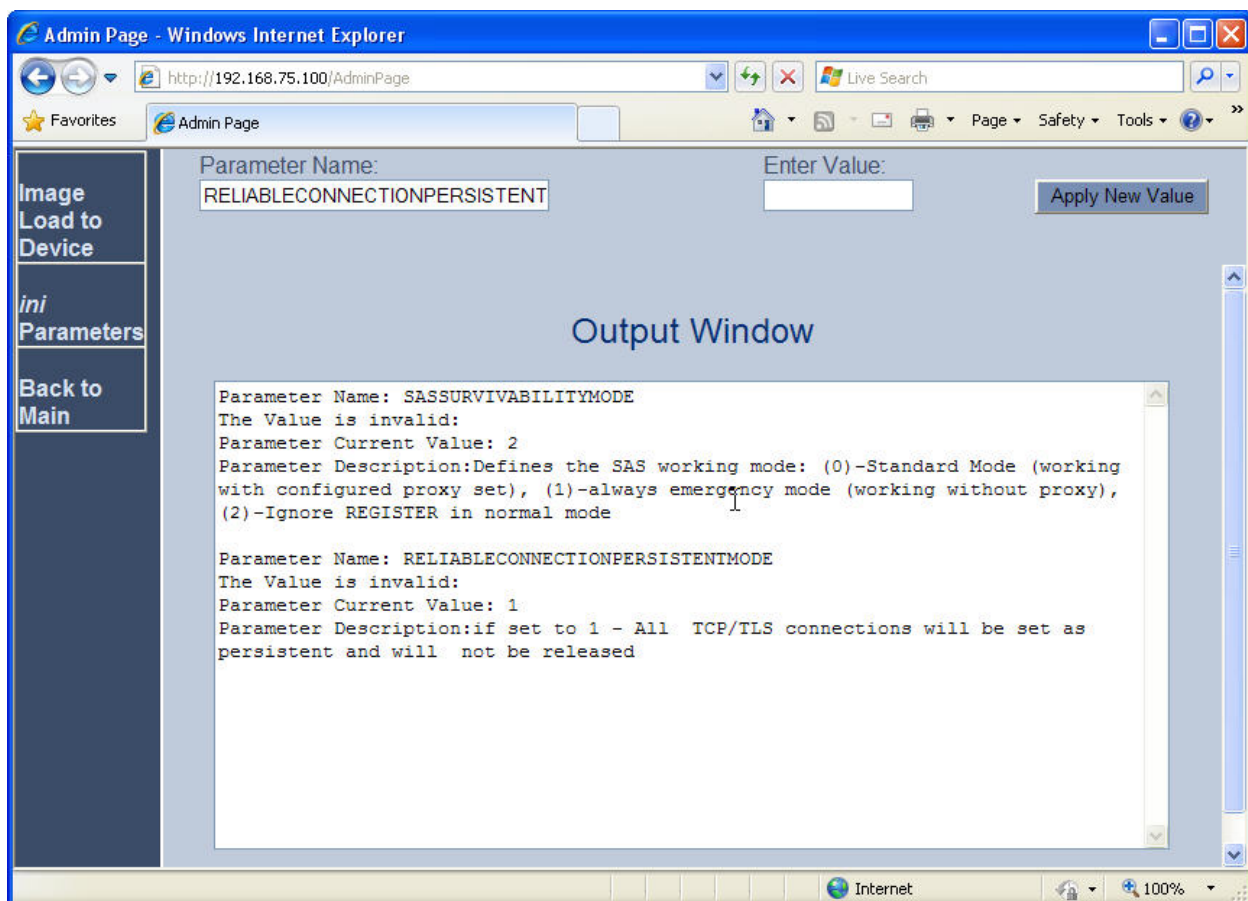 Admin Page - Windows Internet Explorer
http://192.168.75.100/AdminPage
Live Search
Favorites
Admin Page
Page
Safety
Tools
»
Image
Load to
Device
ini
Parameters
Back to
Main
Parameter Name:
Enter Value:
RELIABLECONNECTIONPERSISTENT
Apply New Value
Output Window
Parameter Name: SASSURVIVABILITYMODE
The Value is invalid:
Parameter Current Value: 2
Parameter Description:Defines the SAS working mode: (0)-Standard Mode (working
with configured proxy set), (1)-always emergency mode (working without proxy),
(2)-Ignore REGISTER in normal mode
Parameter Name: RELIABLECONNECTIONPERSISTENTMODE
The Value is invalid:
Parameter Current Value: 1
Parameter Description:if set to 1 - All  TCP/TLS connections will be set as
persistent and will  not be released
Internet
100%